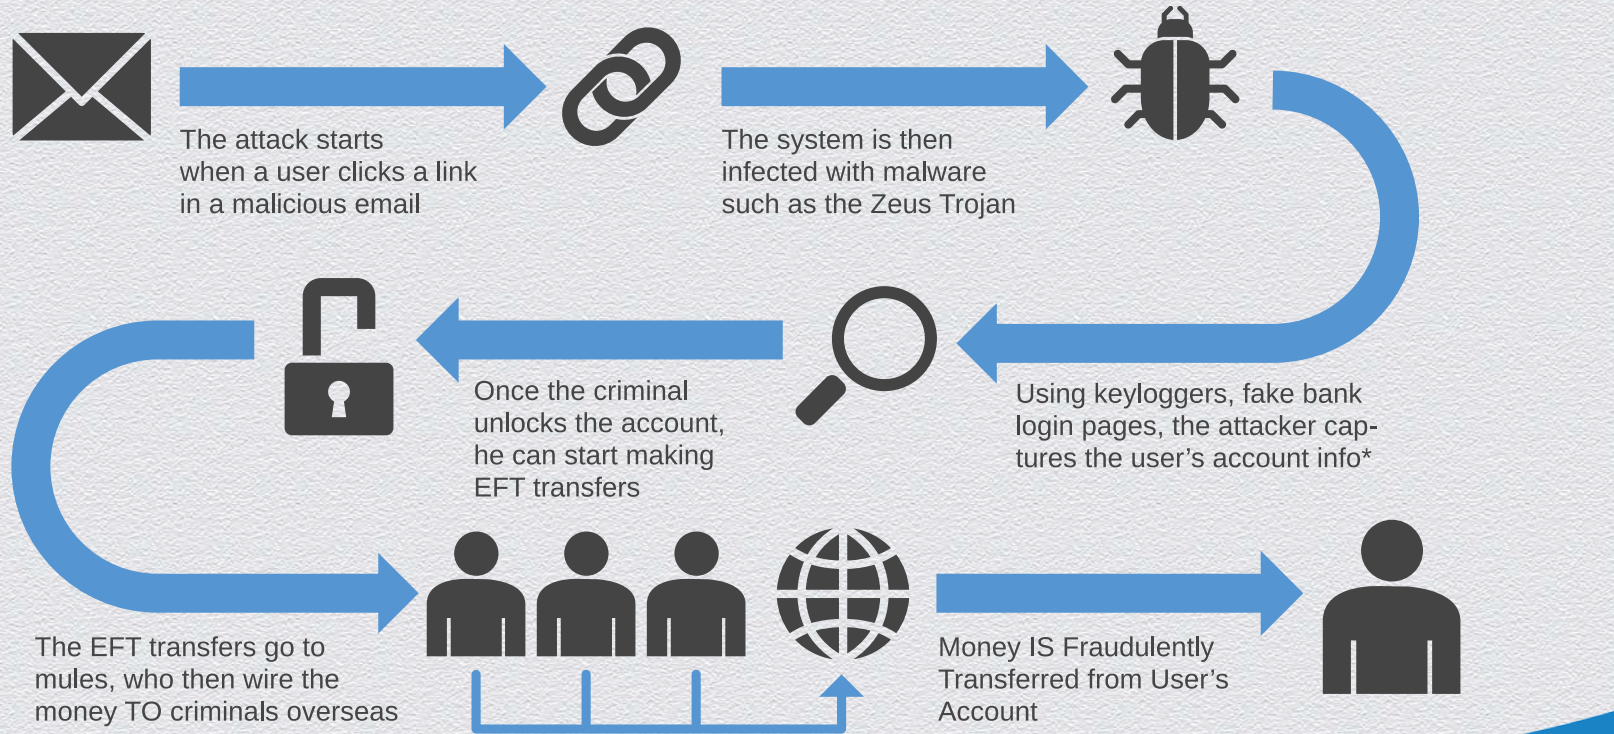 The attack starts
when a user clicks a link
in a malicious email
The system is then
infected with malware
such as the Zeus Trojan
Using keyloggers, fake bank
login pages, the attacker cap-
tures the user’s account info*
Once the criminal
unlocks the account,
he can start making
EFT transfers
The EFT transfers go to
mules, who then wire the
money TO criminals overseas
Money IS Fraudulently
Transferred from User’s
Account